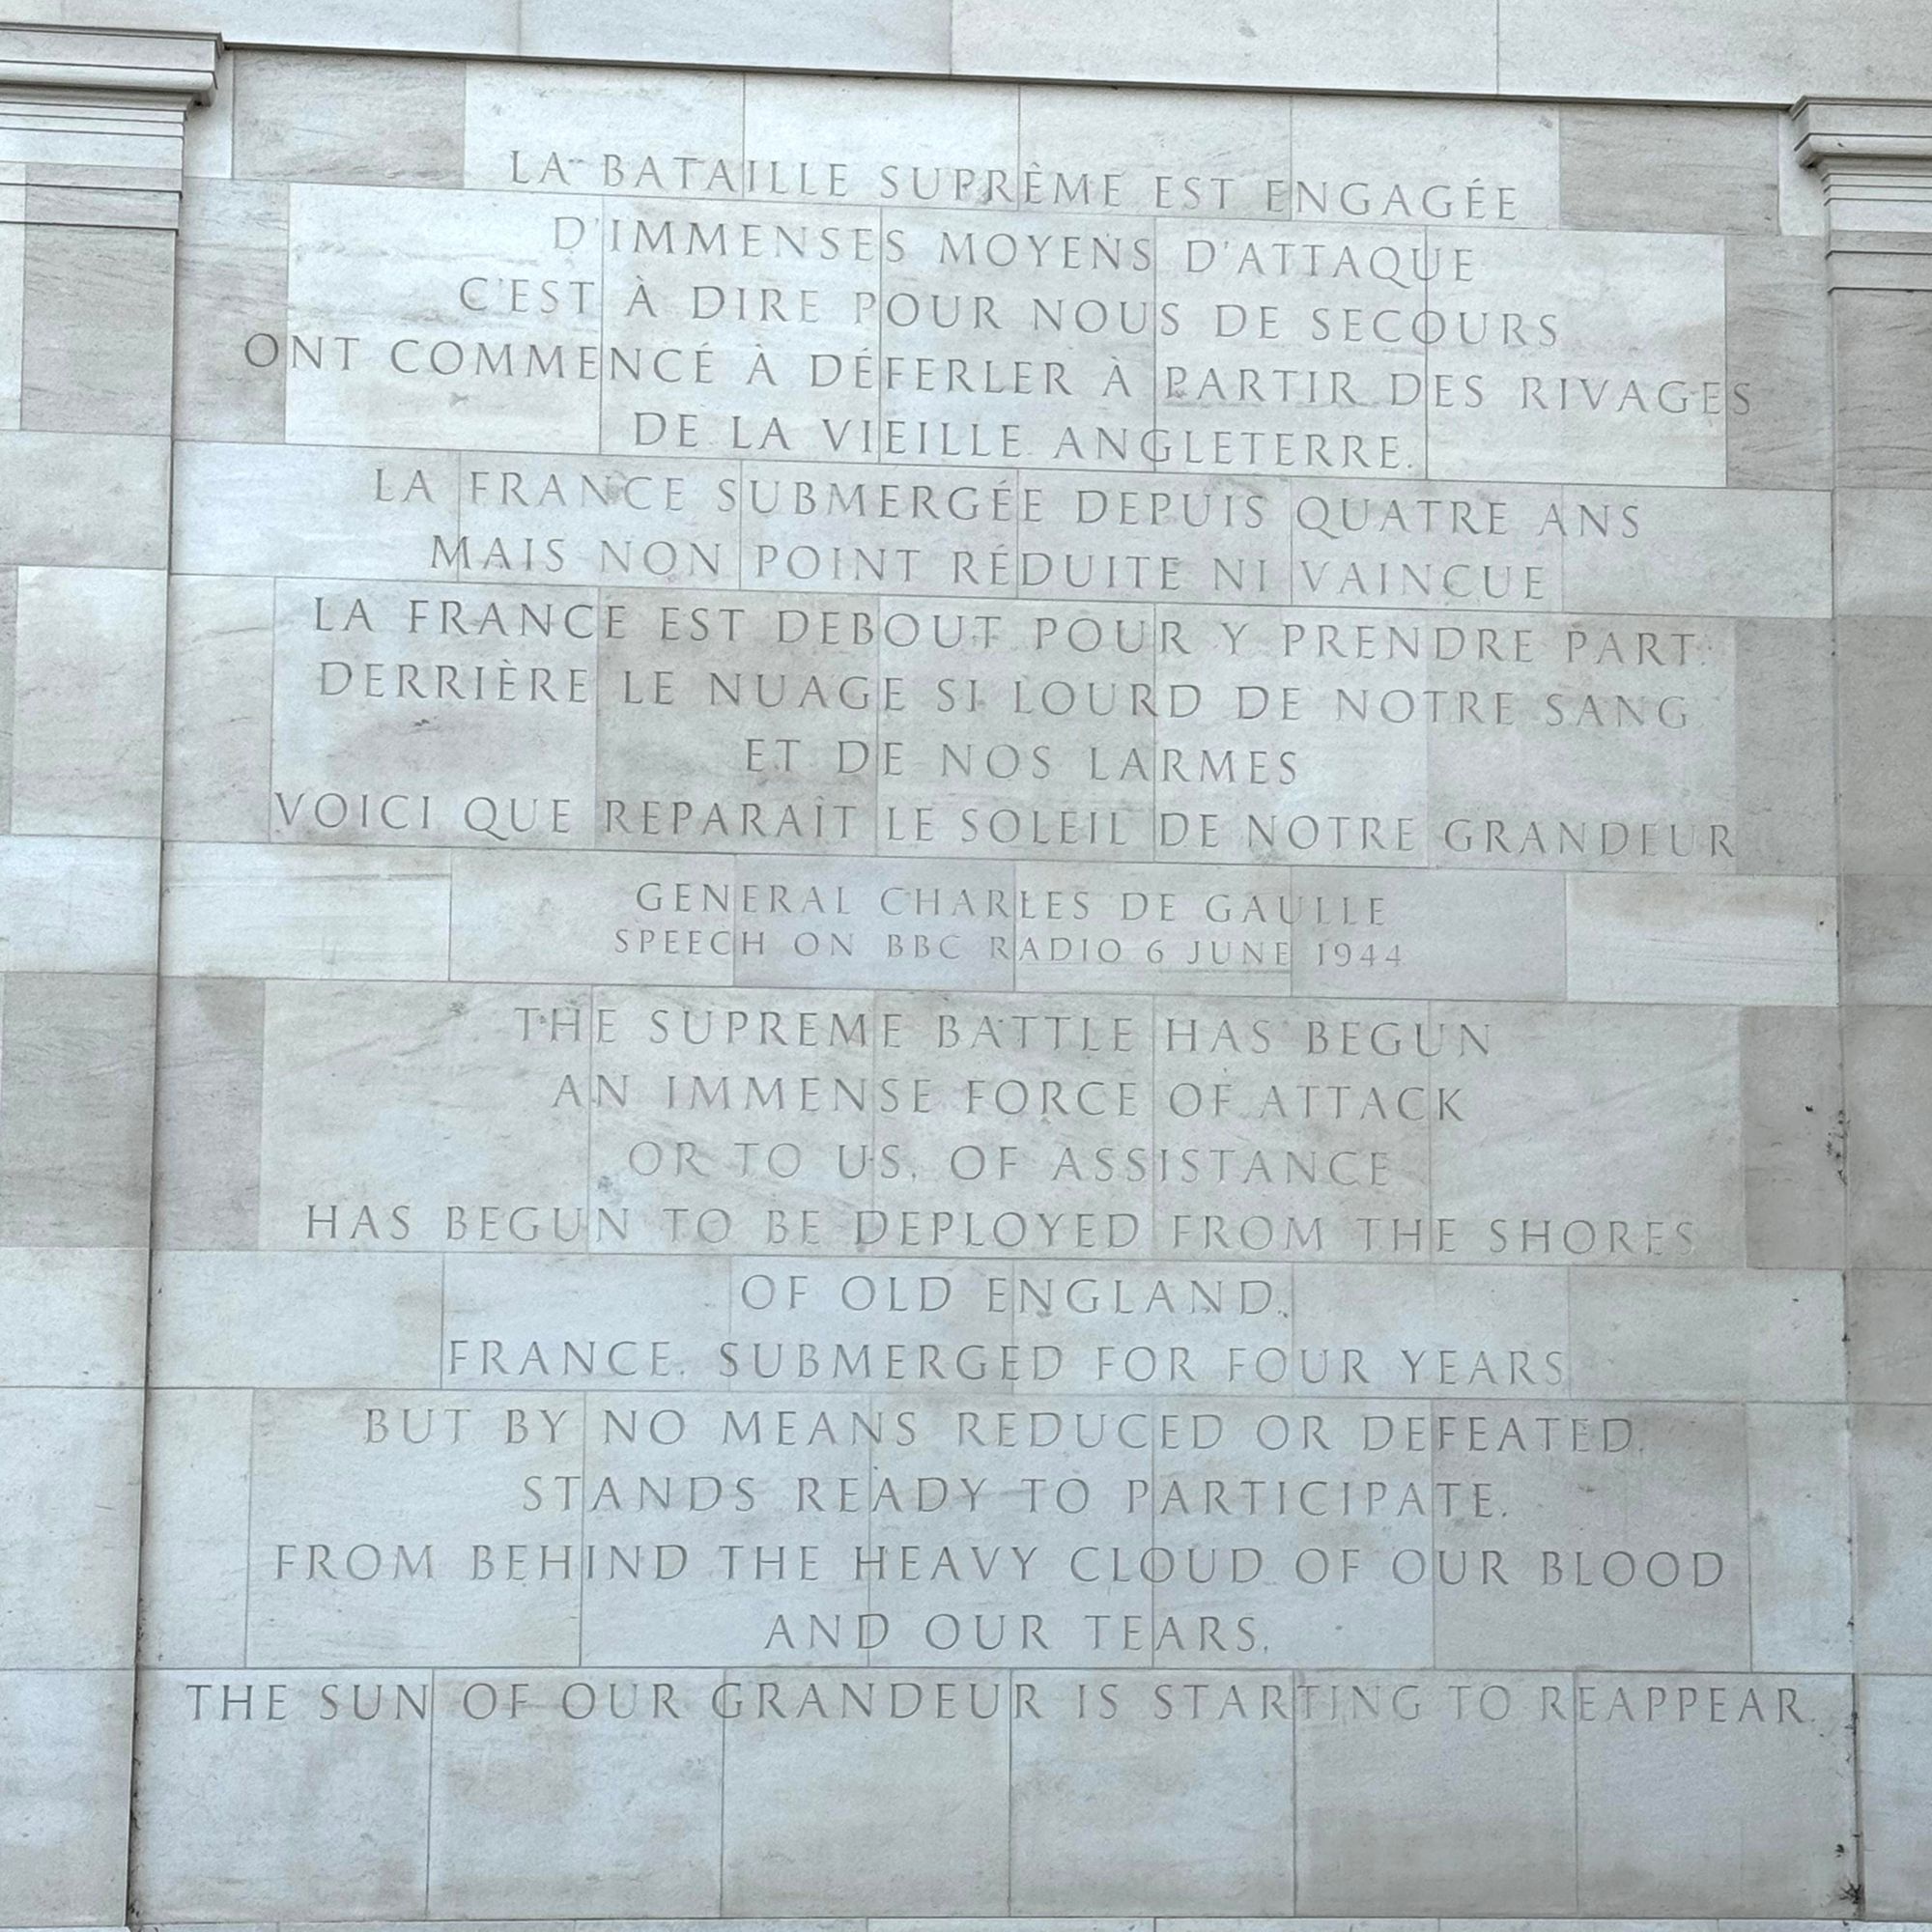 LA BATAILLE SUPRÊME EST ENGAGÉE
D'IMMENSES MOYENS D'ATTAQUE
C'EST À DIRE POUR NOUS DE SECOURS
ONT COMMENCÉ À DÉFERLER À PARTIR DES RIVAGES
DE LA VIEILLE ANGLETERRE.
LA FRANCE SUBMERGÉE DEPUIS QUATRE ANS
MAIS NON POINT RÉDUITE NI VAINCUE
LA FRANCE EST DEBOUT POUR Y PRENDRE PART.
DERRIÈRE LE NUAGE SI LOURD DE NOTRE SANG
ET DE NOS LARMES
VOICI QUE REPARAÎT LE SOLEIL DE NOTRE GRANDEUR
GENERAL CHARLES DE GAULLE
SPEECH ON BBC RADIO 6 JUNE 1944
THE SUPREME BATTLE HAS BEGUN
AN IMMENSE FORCE OF ATTACK
OR TO US, OF ASSISTANCE
HAS BEGUN TO BE DEPLOYED FROM THE SHORES
OF OLD ENGLAND.
FRANCE, SUBMERGED FOR FOUR YEARS
BUT BY NO MEANS REDUCED OR DEFEATED,
STANDS READY TO PARTICIPATE.
FROM BEHIND THE HEAVY CLOUD OF OUR BLOOD
AND OUR TEARS,
THE SUN OF OUR GRANDEUR IS STARTING TO REAPPEAR.